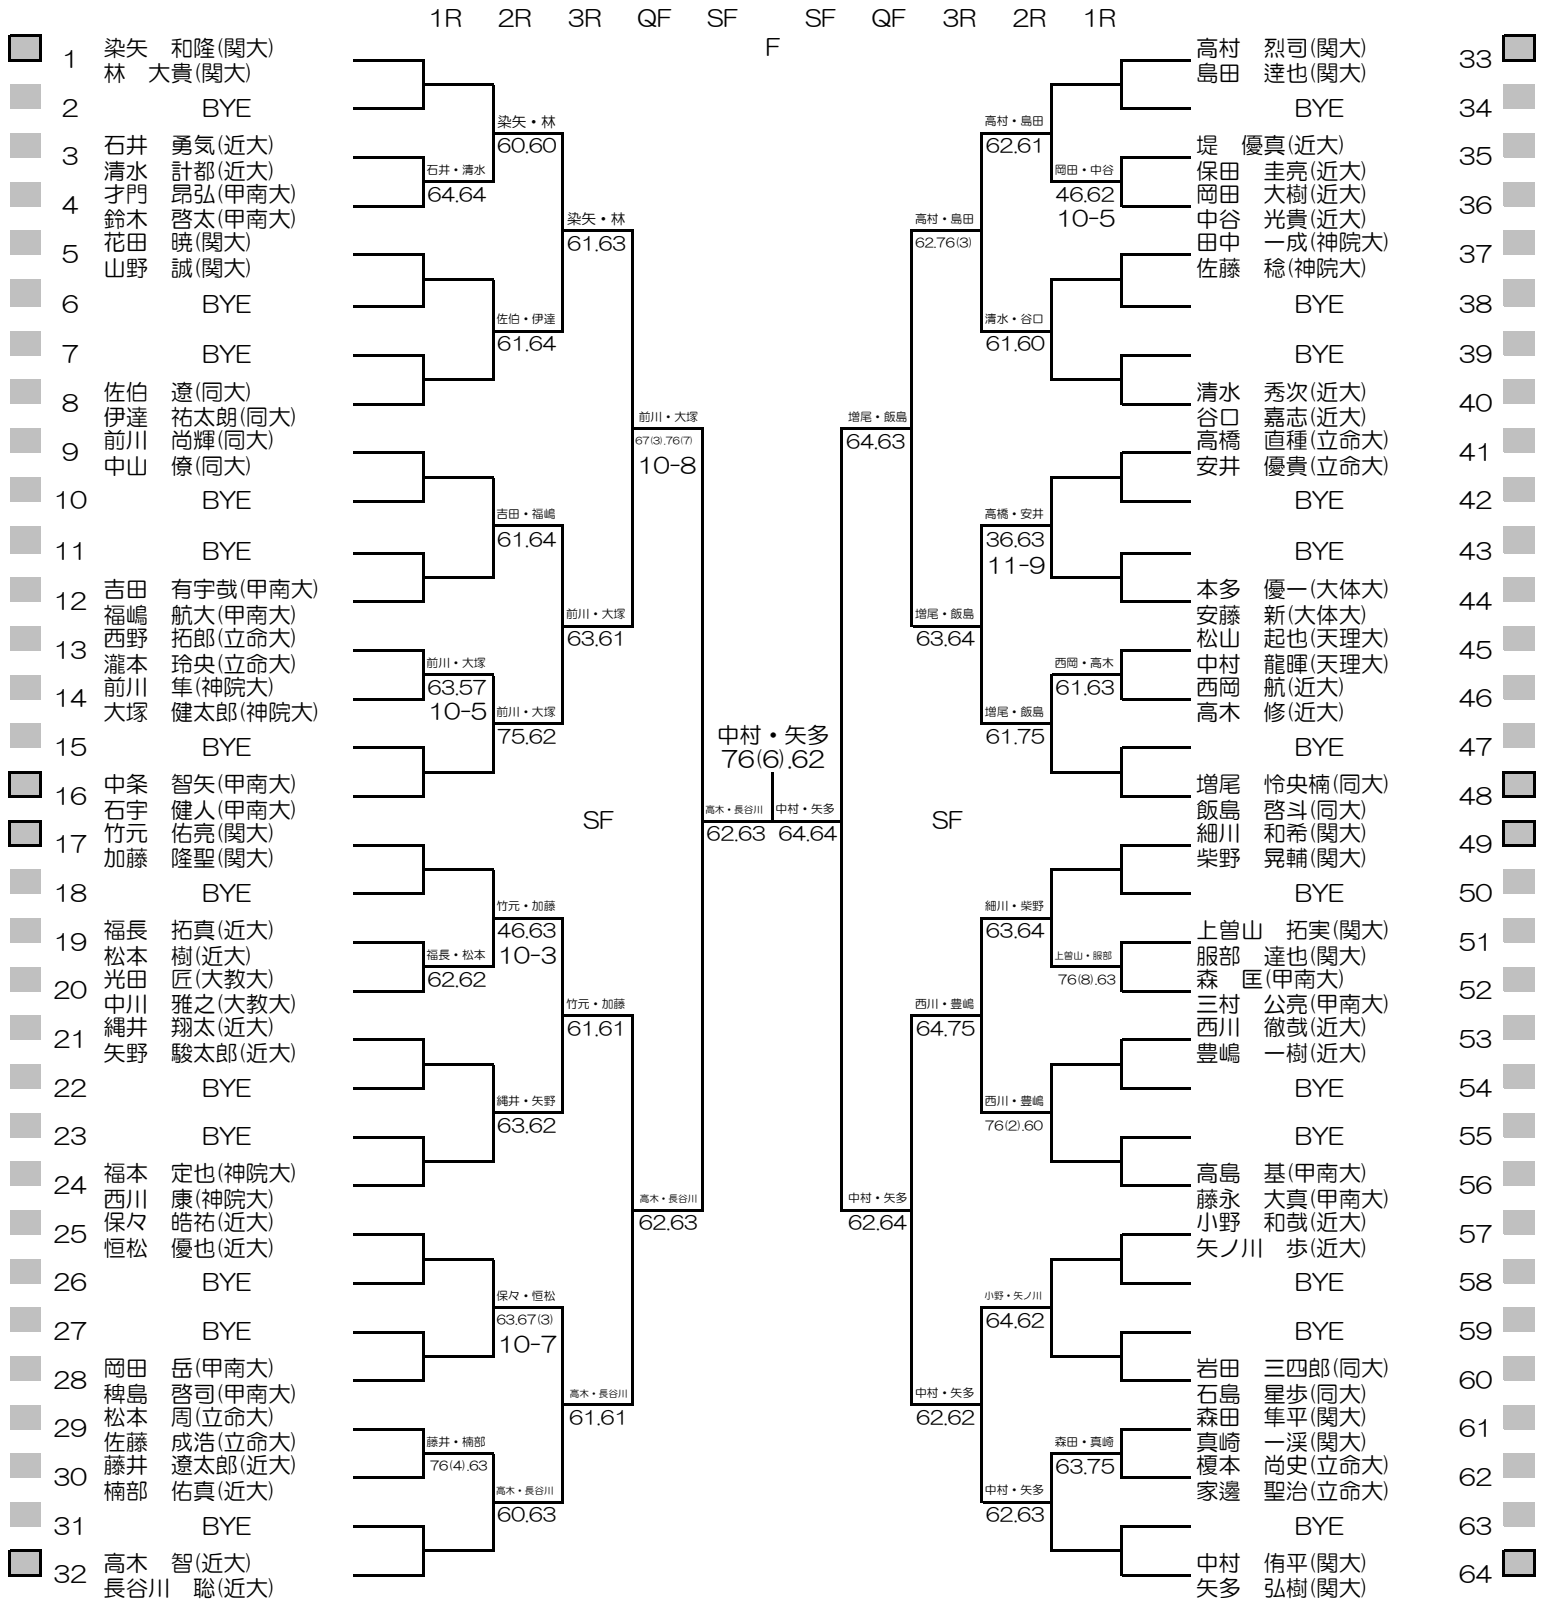 1R 2R 3R QF SF SF QF 3R 2R 1R
F
1 染矢 和隆(関大)
林 大貴(関大)
2 BYE
3 石井 勇気(近大)
清水 計都(近大)
4 才門 昂弘(甲南大)
鈴木 啓太(甲南大)
5 花田 暁(関大)
山野 誠(関大)
6 BYE
7 BYE
8 佐伯 遼(同大)
伊達 祐太朗(同大)
9 前川 尚輝(同大)
中山 僚(同大)
10 BYE
11 BYE
12 吉田 有宇哉(甲南大)
福嶋 航大(甲南大)
13 西野 拓郎(立命大)
瀧本 玲央(立命大)
14 前川 隼(神院大)
大塚 健太郎(神院大)
15 BYE
16 中条 智矢(甲南大)
石宇 健人(甲南大)
17 竹元 佑亮(関大)
加藤 隆聖(関大)
18 BYE
19 福長 拓真(近大)
松本 樹(近大)
20 光田 匠(大教大)
中川 雅之(大教大)
21 縄井 翔太(近大)
矢野 駿太郎(近大)
22 BYE
23 BYE
24 福本 定也(神院大)
西川 康(神院大)
25 保々 皓祐(近大)
恒松 優也(近大)
26 BYE
27 BYE
28 岡田 岳(甲南大)
稗島 啓司(甲南大)
29 松本 周(立命大)
佐藤 成浩(立命大)
30 藤井 遼太郎(近大)
楠部 佑真(近大)
31 BYE
32 高木 智(近大)
長谷川 聡(近大)
石井・清水
64.64
前川・大塚
63.57
10-5
福長・松本
62.62
藤井・楠部
76(4).63
染矢・林
60.60
佐伯・伊達
61.64
吉田・福嶋
61.64
前川・大塚
75.62
竹元・加藤
46.63
10-3
縄井・矢野
63.62
保々・恒松
63.67(3)
10-7
高木・長谷川
60.63
染矢・林
61.63
前川・大塚
63.61
竹元・加藤
61.61
高木・長谷川
61.61
前川・大塚
67(3).76(7)
10-8
高木・長谷川
62.63
SF
高木・長谷川
62.63
中村・矢多
76(6).62
中村・矢多
64.64
SF
増尾・飯島
64.63
中村・矢多
62.64
高村・島田
62.76(3)
増尾・飯島
63.64
西川・豊嶋
64.75
中村・矢多
62.62
高村・島田
62.61
清水・谷口
61.60
高橋・安井
36.63
11-9
増尾・飯島
61.75
細川・柴野
63.64
西川・豊嶋
76(2).60
小野・矢ノ川
64.62
中村・矢多
62.63
岡田・中谷
46.62
10-5
西岡・高木
61.63
上曽山・服部
76(8).63
森田・真崎
63.75
高村 烈司(関大) 33
島田 達也(関大)
BYE 34
堤 優真(近大) 35
保田 圭亮(近大)
岡田 大樹(近大) 36
中谷 光貴(近大)
田中 一成(神院大) 37
佐藤 稔(神院大)
BYE 38
BYE 39
清水 秀次(近大) 40
谷口 嘉志(近大)
高橋 直種(立命大) 41
安井 優貴(立命大)
BYE 42
BYE 43
本多 優一(大体大) 44
安藤 新(大体大)
松山 起也(天理大) 45
中村 龍暉(天理大)
西岡 航(近大) 46
高木 修(近大)
BYE 47
増尾 怜央楠(同大) 48
飯島 啓斗(同大)
細川 和希(関大) 49
柴野 晃輔(関大)
BYE 50
上曽山 拓実(関大) 51
服部 達也(関大)
森 匡(甲南大) 52
三村 公亮(甲南大)
西川 徹哉(近大) 53
豊嶋 一樹(近大)
BYE 54
BYE 55
高島 基(甲南大) 56
藤永 大真(甲南大)
小野 和哉(近大) 57
矢ノ川 歩(近大)
BYE 58
BYE 59
岩田 三四郎(同大) 60
石島 星歩(同大)
森田 隼平(関大) 61
真崎 一渓(関大)
榎本 尚史(立命大) 62
家邊 聖治(立命大)
BYE 63
中村 侑平(関大) 64
矢多 弘樹(関大)